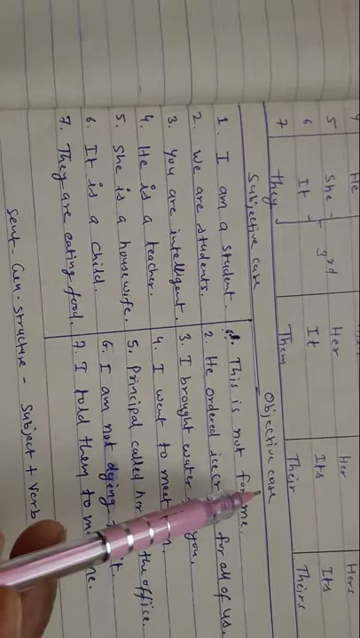 4 He
5 She 3rd Her Her Hers
6 It It Its Its
7 they Them Their Theirs
Subjective case Objective case
1. I am a student. 1. This is not for me.
2. We are students. 2. He ordered for all of us.
3. You are intelligent. 3. I brought water you.
4. He is a teacher. 4. I went to meet
5. She is a housewife. 5. Principal called her the office.
6. It is a child. 6. I am not dying
7. They are eating food. 7. I told them to
Sent. Gen. Structure - Subject + Verb